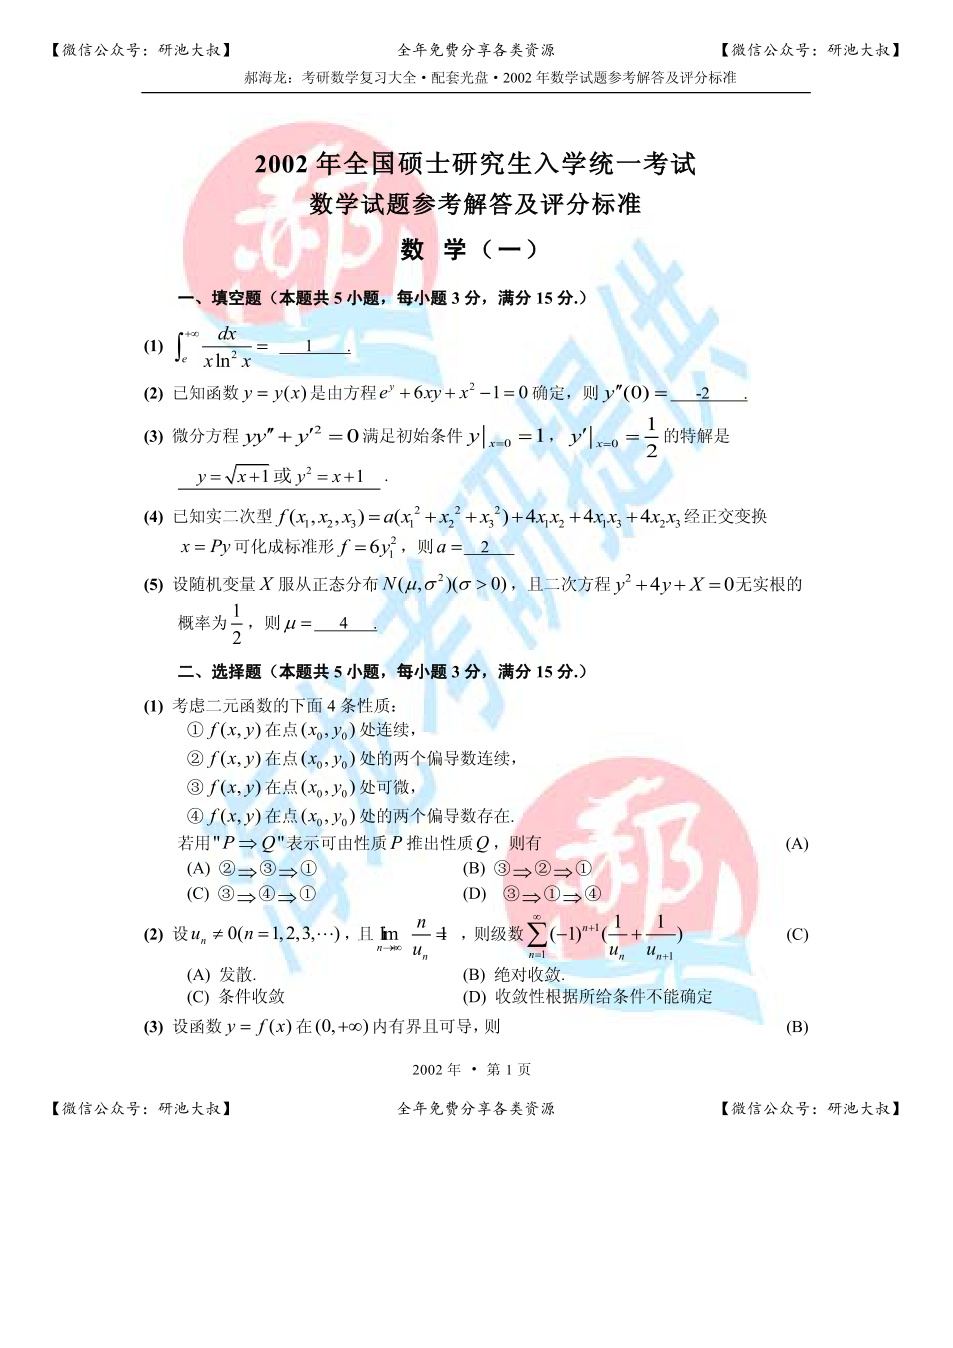 【微信公众号：研池大叔】 全年免费分享各类资源 【微信公众号：研池大叔】
郝海龙：考研数学复习大全·配套光盘·2002 年数学试题参考解答及评分标准
2002 年全国硕士研究生入学统一考试
数学试题参考解答及评分标准
数 学（一）
一、填空题（本题共 5 小题，每小题 3 分，满分 15 分.）
(1) ∫_e^{+∞} dx/(x ln² x) = 1 .
(2) 已知函数 y = y(x) 是由方程 e^y + 6xy + x² − 1 = 0 确定，则 y″(0) = -2 .
(3) 微分方程 yy″ + y′² = 0 满足初始条件 y|_{x=0} = 1，y′|_{x=0} = 1/2 的特解是
y = √(x+1) 或 y² = x + 1 .
(4) 已知实二次型 f(x₁, x₂, x₃) = a(x₁² + x₂² + x₃²) + 4x₁x₂ + 4x₁x₃ + 4x₂x₃ 经正交变换
x = Py 可化成标准形 f = 6y₁²，则 a = 2
(5) 设随机变量 X 服从正态分布 N(μ, σ²)(σ > 0)，且二次方程 y² + 4y + X = 0 无实根的
概率为 1/2，则 μ = 4 .
二、选择题（本题共 5 小题，每小题 3 分，满分 15 分.）
(1) 考虑二元函数的下面 4 条性质：
① f(x, y) 在点 (x₀, y₀) 处连续，
② f(x, y) 在点 (x₀, y₀) 处的两个偏导数连续，
③ f(x, y) 在点 (x₀, y₀) 处可微，
④ f(x, y) 在点 (x₀, y₀) 处的两个偏导数存在.
若用"P ⇒ Q"表示可由性质 P 推出性质 Q，则有 (A)
(A) ②⇒③⇒① (B) ③⇒②⇒①
(C) ③⇒④⇒① (D) ③⇒①⇒④
(2) 设 uₙ ≠ 0(n = 1, 2, 3, ⋯)，且 lim_{n→∞} n/uₙ = 1，则级数 ∑_{n=1}^{∞} (−1)^{n+1} (1/uₙ + 1/uₙ₊₁) (C)
(A) 发散. (B) 绝对收敛.
(C) 条件收敛 (D) 收敛性根据所给条件不能确定
(3) 设函数 y = f(x) 在 (0, +∞) 内有界且可导，则 (B)
2002 年 · 第 1 页
【微信公众号：研池大叔】 全年免费分享各类资源 【微信公众号：研池大叔】
郝
海龙考研提供
郝